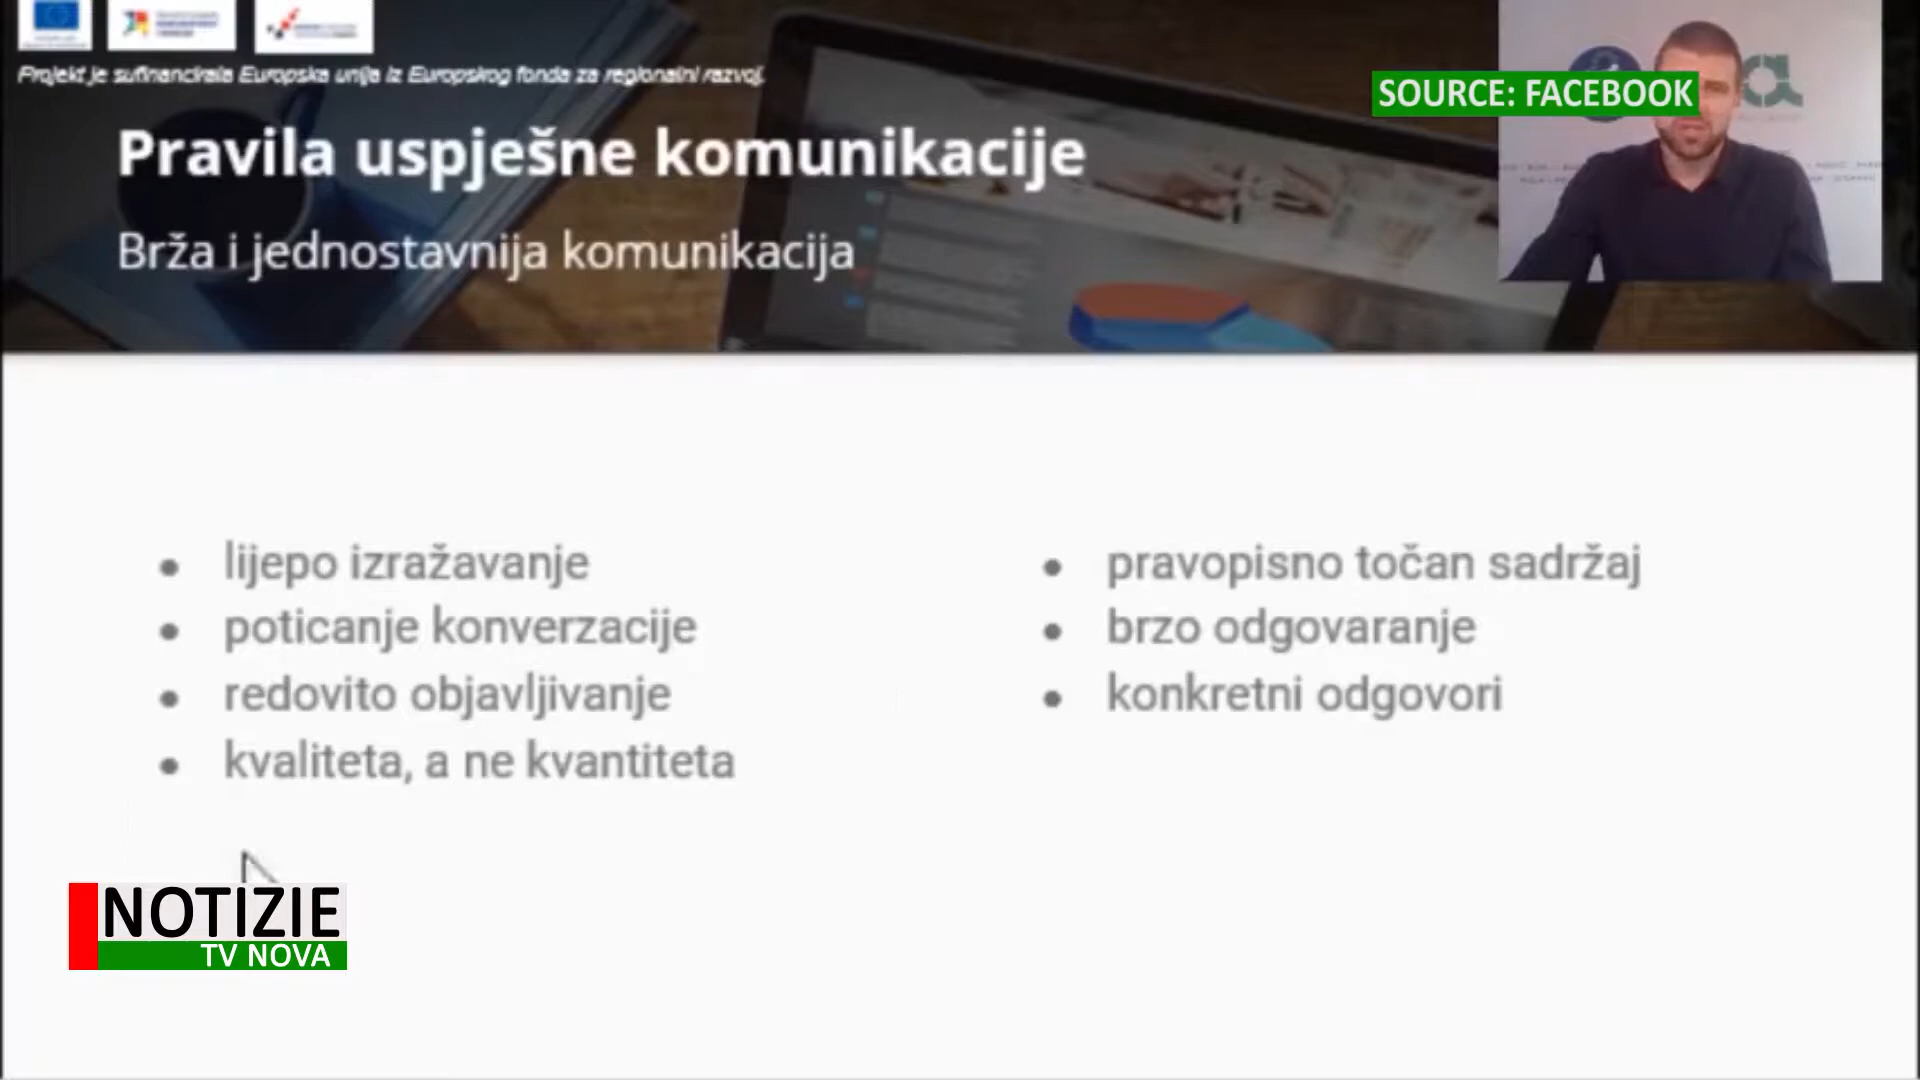 Projekt je sufinancirala Europska unija iz Europskog fonda za regionalni razvoj.
SOURCE: FACEBOOK
Pravila uspješne komunikacije
Brža i jednostavnija komunikacija
lijepo izražavanje
poticanje konverzacije
redovito objavljivanje
kvaliteta, a ne kvantiteta
pravopisno točan sadržaj
brzo odgovaranje
konkretni odgovori
NOTIZIE
TV NOVA